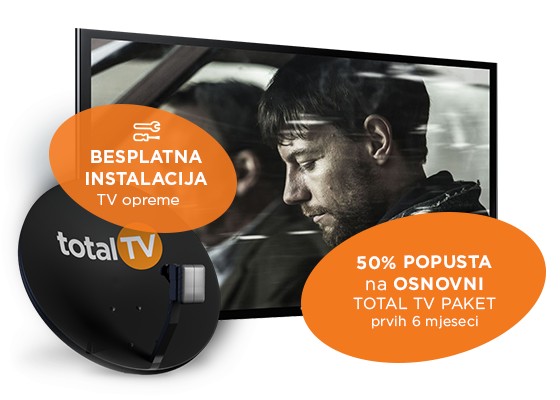 BESPLATNA
INSTALACIJA
TV opreme
total TV
50% POPUSTA
na OSNOVNI
TOTAL TV PAKET
prvih 6 mjeseci